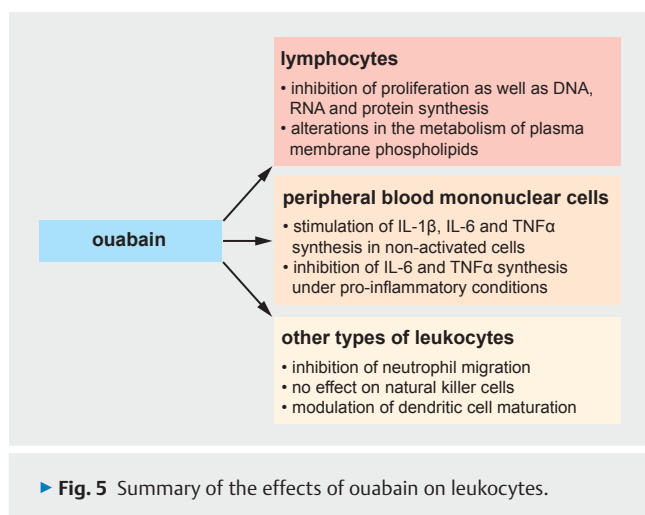 lymphocytes
• inhibition of proliferation as well as DNA,
RNA and protein synthesis
• alterations in the metabolism of plasma
membrane phospholipids
peripheral blood mononuclear cells
• stimulation of IL-1β, IL-6 and TNFα
synthesis in non-activated cells
• inhibition of IL-6 and TNFα synthesis
under pro-inflammatory conditions
ouabain
other types of leukocytes
• inhibition of neutrophil migration
• no effect on natural killer cells
• modulation of dendritic cell maturation
▶ Fig. 5 Summary of the effects of ouabain on leukocytes.